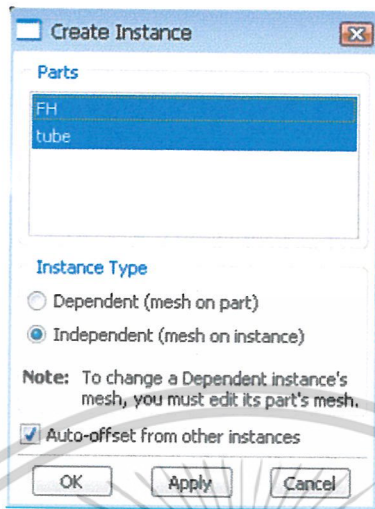 Create Instance
Parts
FH
tube
Instance Type
Dependent (mesh on part)
Independent (mesh on instance)
Note: To change a Dependent instance's
mesh, you must edit its part's mesh.
Auto-offset from other instances
OK Apply Cancel